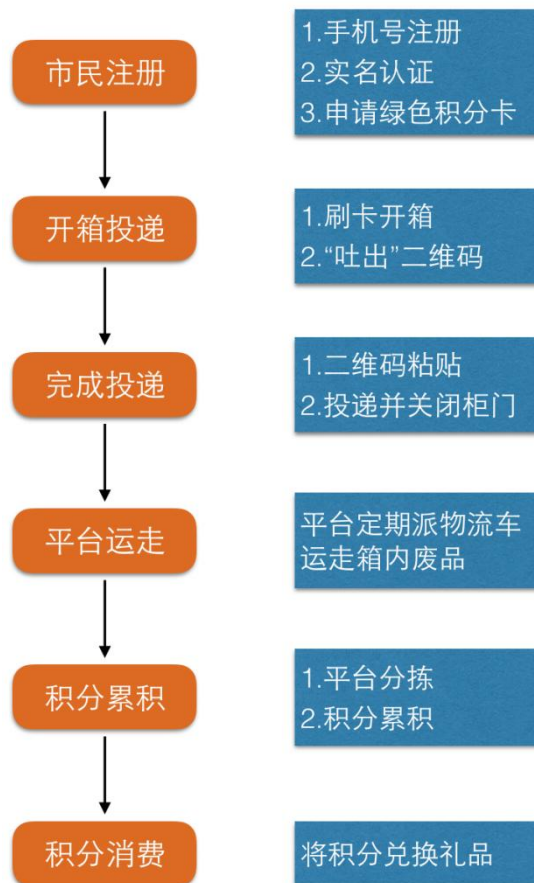 市民注册
1.手机号注册
2.实名认证
3.申请绿色积分卡
开箱投递
1.刷卡开箱
2.“吐出”二维码
完成投递
1.二维码粘贴
2.投递并关闭柜门
平台运走
平台定期派物流车
运走箱内废品
积分累积
1.平台分拣
2.积分累积
积分消费
将积分兑换礼品